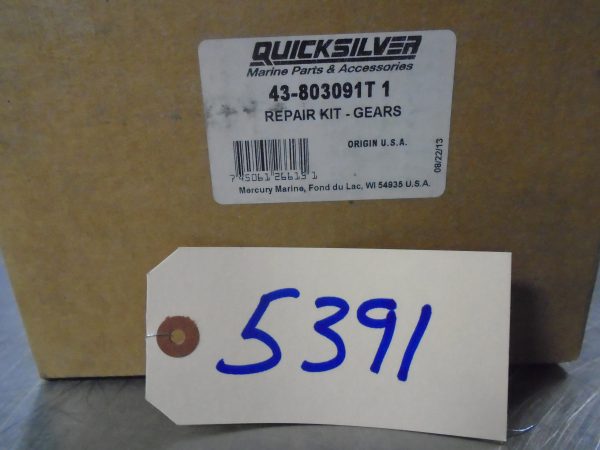 QUICKSILVER
Marine Parts & Accessories
43-803091T 1
REPAIR KIT - GEARS
ORIGIN U.S.A.
08/22/13
7 45061 26615 1
Mercury Marine, Fond du Lac, WI 54935 U.S.A.
5391